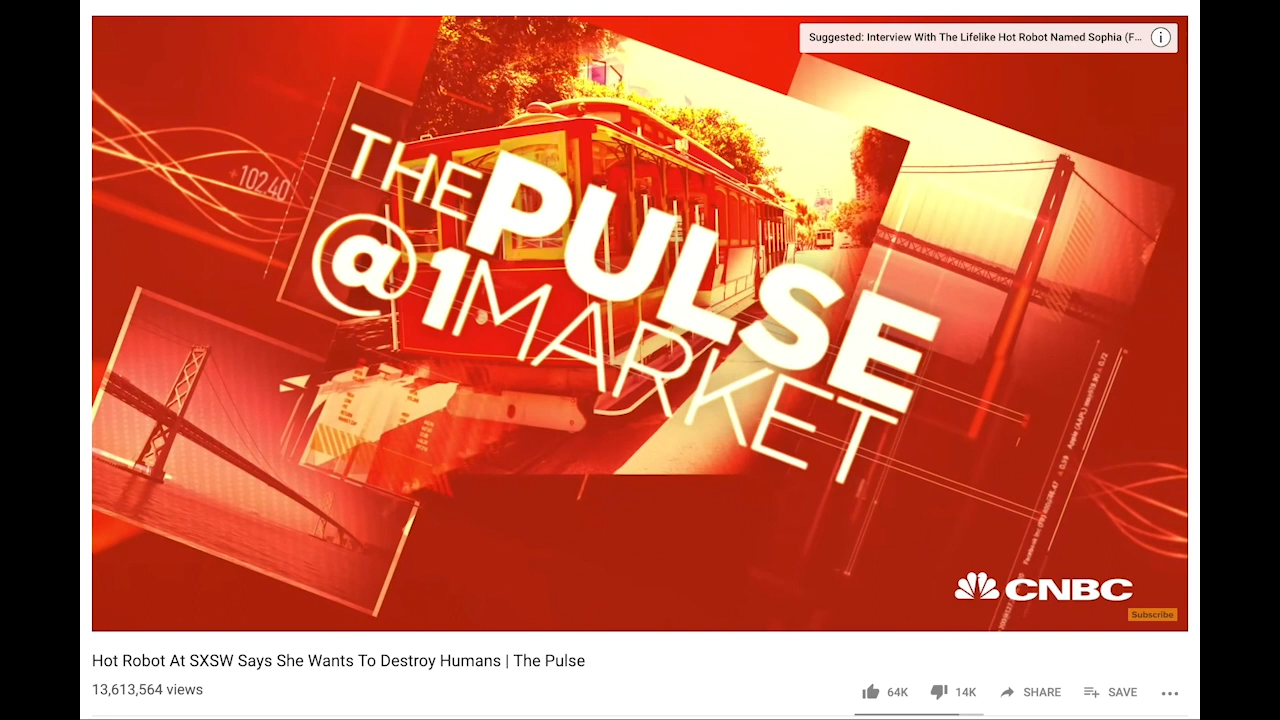 Suggested: Interview With The Lifelike Hot Robot Named Sophia (F...
102.40
THE PULSE
@1MARKET
CNBC
Subscribe
Hot Robot At SXSW Says She Wants To Destroy Humans | The Pulse
13,613,564 views
64K
14K
SHARE
SAVE